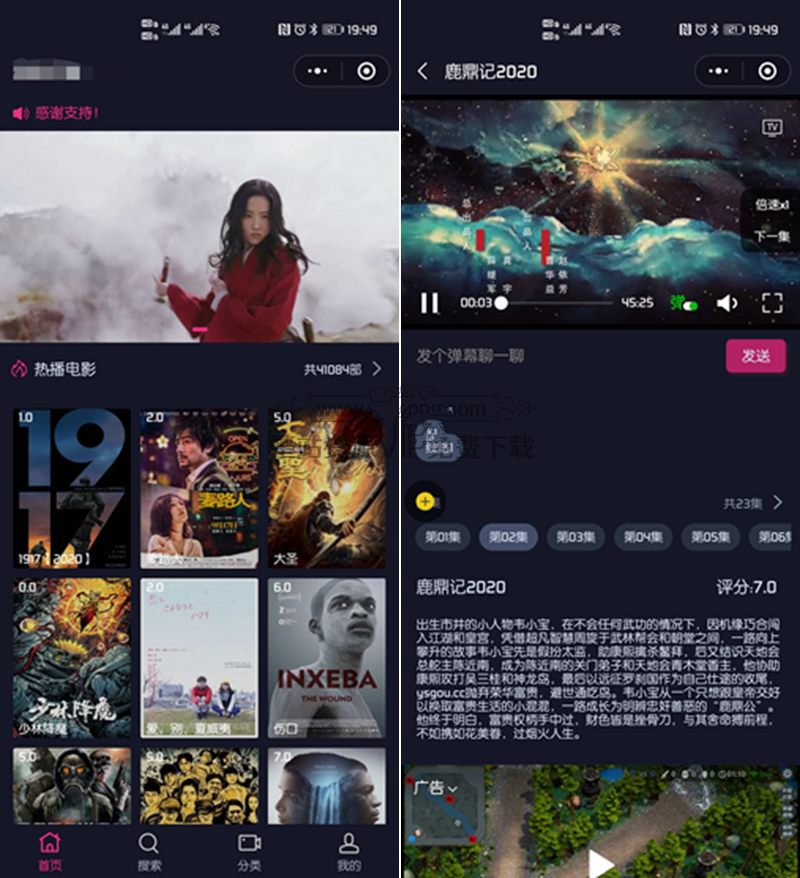 19:49
感谢支持!
热播电影
共41084部
1.0
1917【2020】
2.0
OPEN
麦路人
5.0
大圣
0.0
少林降魔
少林降魔
2.0
爱,别,夏威夷
6.0
INXEBA
THE WOUND
伤口
5.0
5.0
7.0
首页
搜索
分类
我的
19:49
鹿鼎记2020
TV
倍速x1
下一集
总出品人
00:03
45:25
弹
发个弹幕聊一聊
发送
免费下载
共23集
第01集
第02集
第03集
第04集
第05集
第06集
鹿鼎记2020
评分:7.0
出生市井的小人物韦小宝,在不会任何武功的情况下,因机缘巧合闯
入江湖和皇宫,凭借超凡智慧周旋于武林帮会和朝堂之间,一路向上
攀升的故事韦小宝先是假扮太监,助康熙擒杀鳌拜,后又结识天地会
总舵主陈近南,成为陈近南的关门弟子和天地会青木堂香主,他协助
康熙攻打吴三桂和神龙岛,最后以远征罗刹国作为自己仕途的收尾,
ysgou.cc抛弃荣华富贵,避世通吃岛。韦小宝从一个只想跟皇帝交好
以换取富贵生活的小混混,一路成长为明辨忠奸善恶的“鹿鼎公”。
他终于明白,富贵权柄手中过,财色皆是挫骨刀,与其舍命搏前程,
不如携如花美眷,过烟火人生。
广告